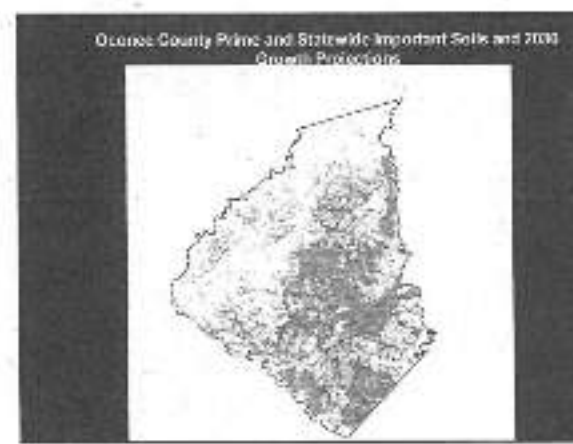 Oconee County Prime and Statewide Important Soils and 2030
Growth Projections